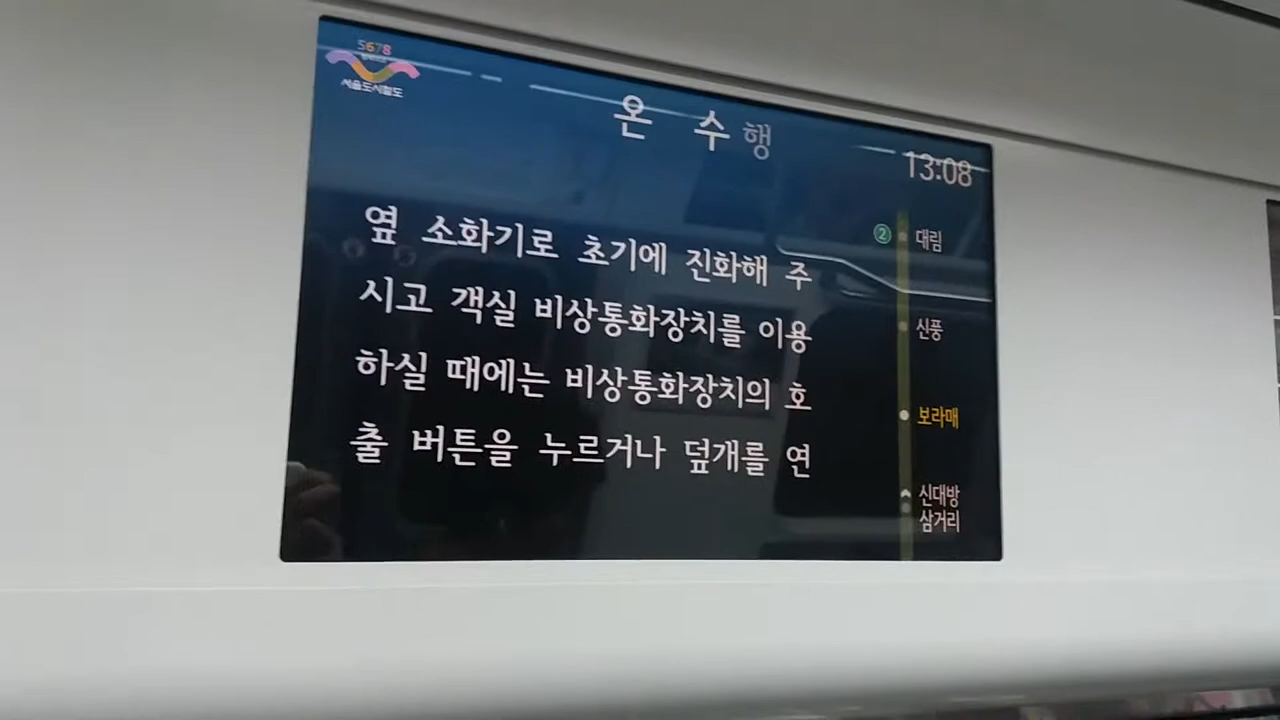 5678
서울도시철도
온 수 행
13:08
옆 소화기로 초기에 진화해 주
시고 객실 비상통화장치를 이용
하실 때에는 비상통화장치의 호
출 버튼을 누르거나 덮개를 연
② 대림
신풍
보라매
신대방
삼거리